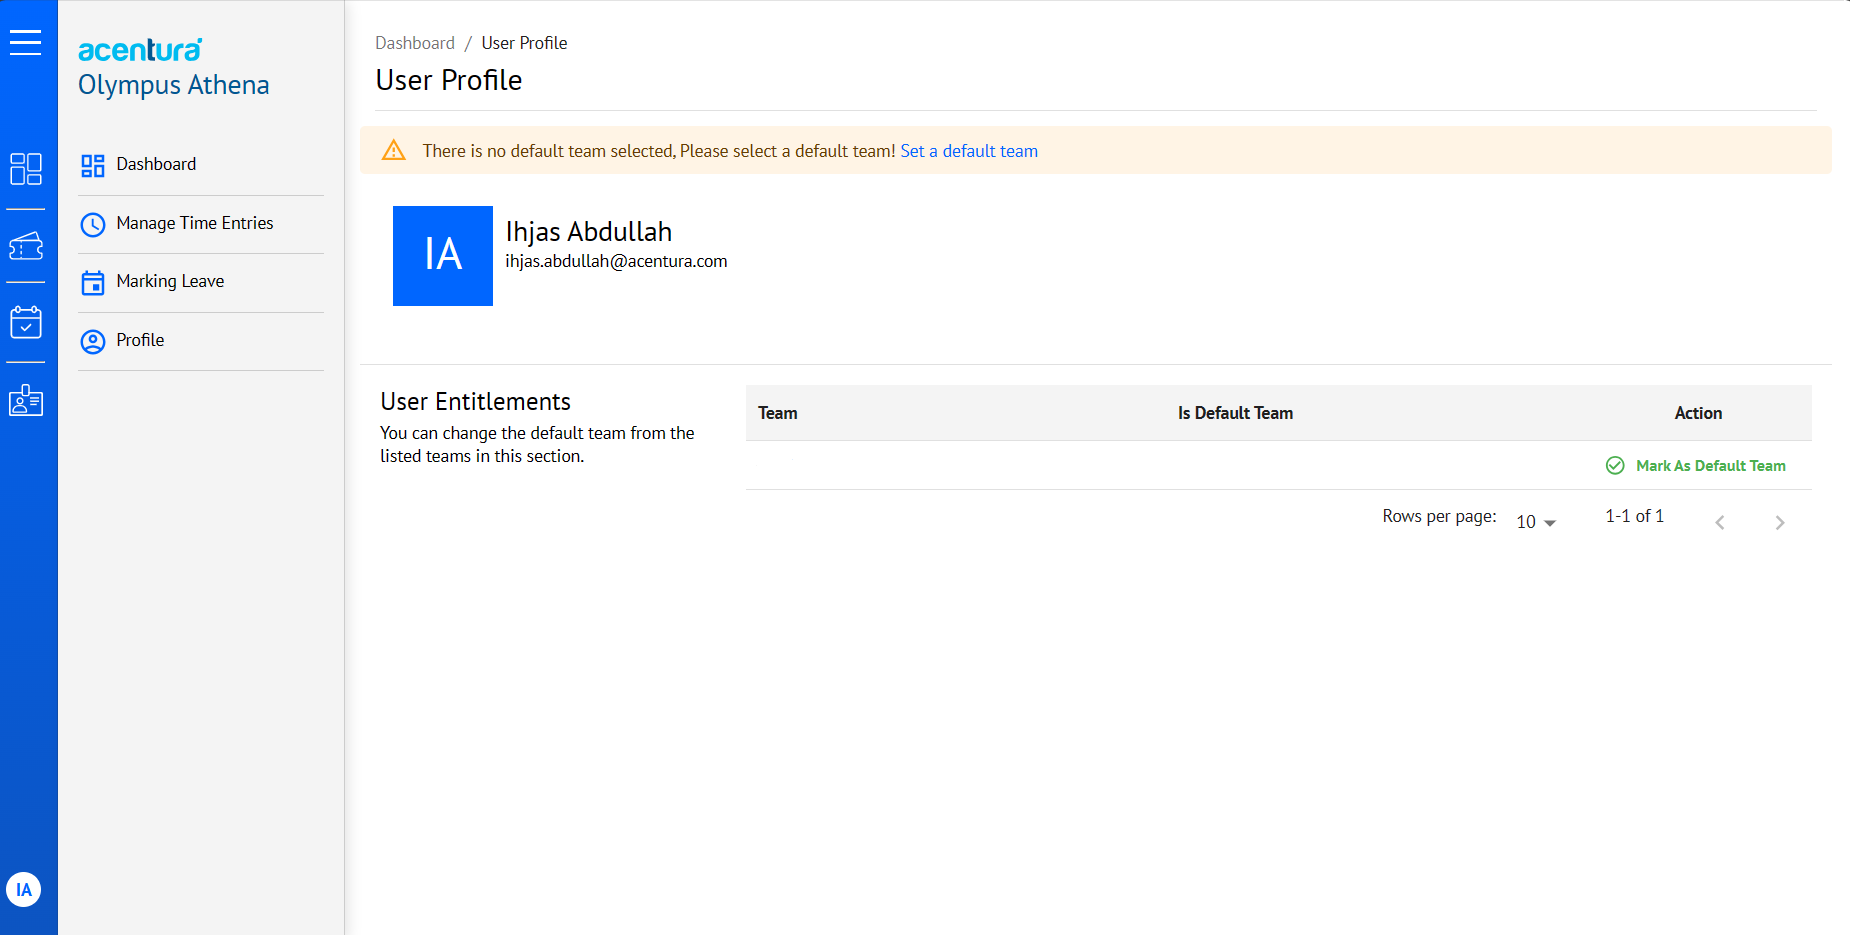 acentura
Olympus Athena
Dashboard
Manage Time Entries
Marking Leave
Profile
IA
Dashboard / User Profile
User Profile
There is no default team selected, Please select a default team! Set a default team
IA
Ihjas Abdullah
ihjas.abdullah@acentura.com
User Entitlements
You can change the default team from the
listed teams in this section.
Team Is Default Team Action
Mark As Default Team
Rows per page: 10 1-1 of 1